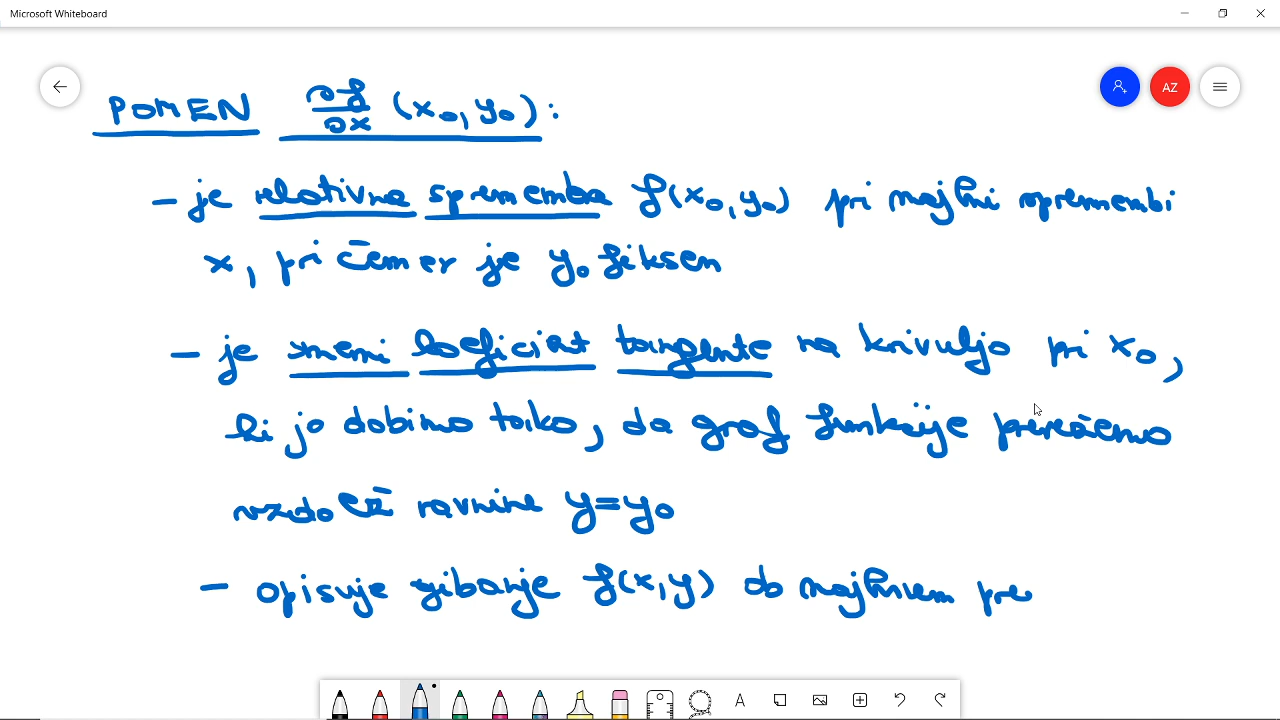 Microsoft Whiteboard
AZ
POMEN ∂f/∂x (x₀, y₀):
- je relativna sprememba f(x₀, y₀) pri majhni spremembi
x, pri čemer je y₀ fiksen
- je smerni koeficient tangente na krivuljo pri x₀,
ki jo dobimo tako, da graf funkcije prerežemo
vzdolž ravnine y=y₀
- opisuje gibanje f(x,y) ob majhnem pre
A